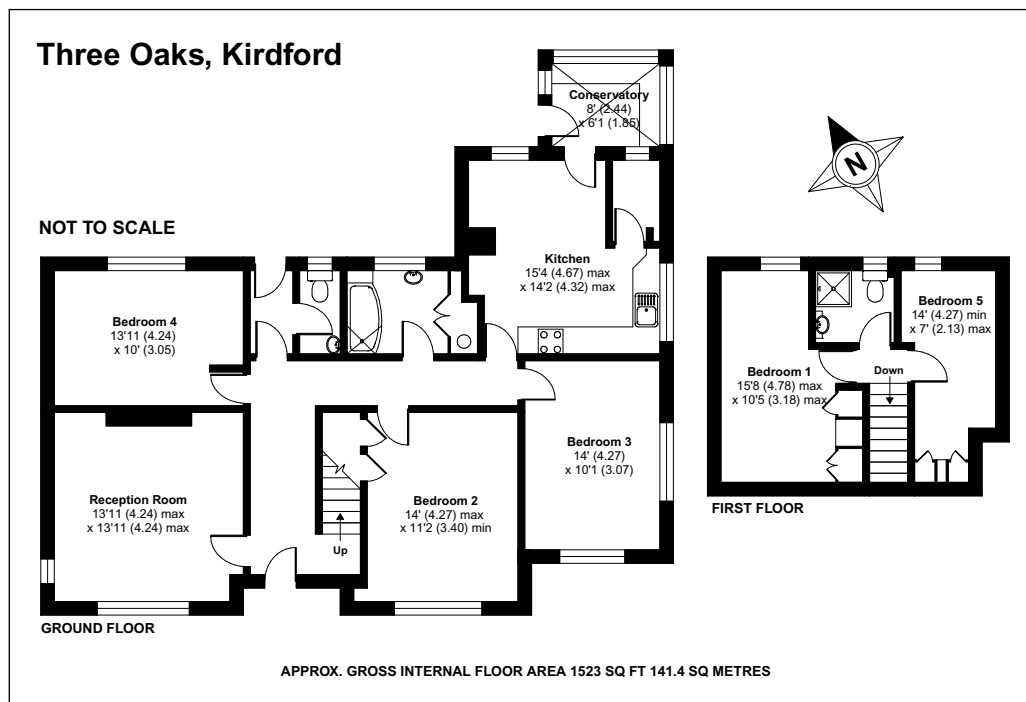 Three Oaks, Kirdford
Conservatory
8' (2.44)
x 6'1 (1.85)
N
NOT TO SCALE
Kitchen
15'4 (4.67) max
x 14'2 (4.32) max
Bedroom 4
13'11 (4.24)
x 10' (3.05)
Bedroom 5
14' (4.27) min
x 7' (2.13) max
Down
Bedroom 1
15'8 (4.78) max
x 10'5 (3.18) max
Bedroom 3
14' (4.27)
x 10'1 (3.07)
Reception Room
13'11 (4.24) max
x 13'11 (4.24) max
Bedroom 2
14' (4.27) max
x 11'2 (3.40) min
Up
FIRST FLOOR
GROUND FLOOR
APPROX. GROSS INTERNAL FLOOR AREA 1523 SQ FT 141.4 SQ METRES